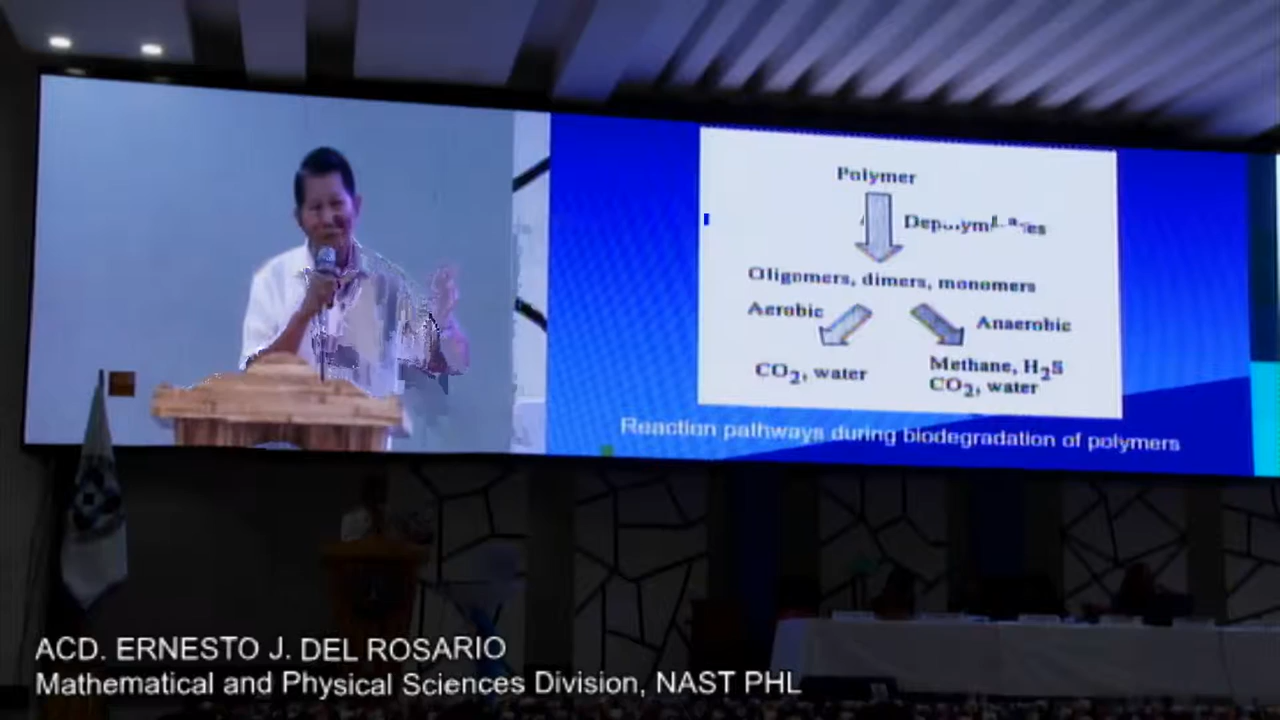 Polymer
Oligomers, dimers, monomers
Aerobic
Anaerobic
CO2, water
Methane, H2S
CO2, water
Reaction pathways during biodegradation of polymers
ACD. ERNESTO J. DEL ROSARIO
Mathematical and Physical Sciences Division, NAST PHL